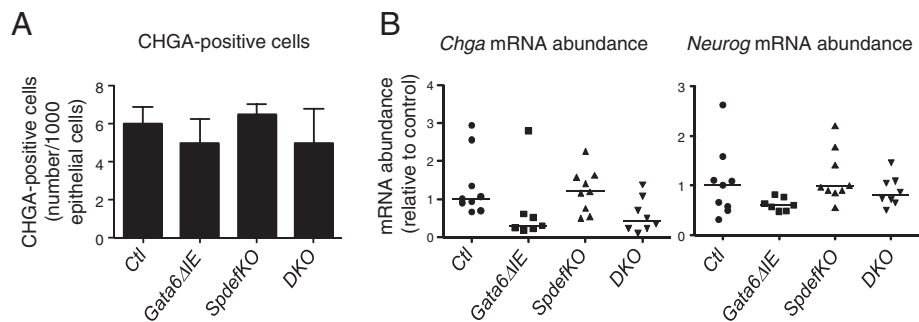 A
CHGA-positive cells
CHGA-positive cells
(number/1000
epithelial cells)
8
6
4
2
0
Ctl
Gata6ΔIE
SpdefKO
DKO
B
Chga mRNA abundance
mRNA abundance
(relative to control)
4
3
2
1
0
Ctl
Gata6ΔIE
SpdefKO
DKO
Neurog mRNA abundance
3
2
1
0
Ctl
Gata6ΔIE
SpdefKO
DKO